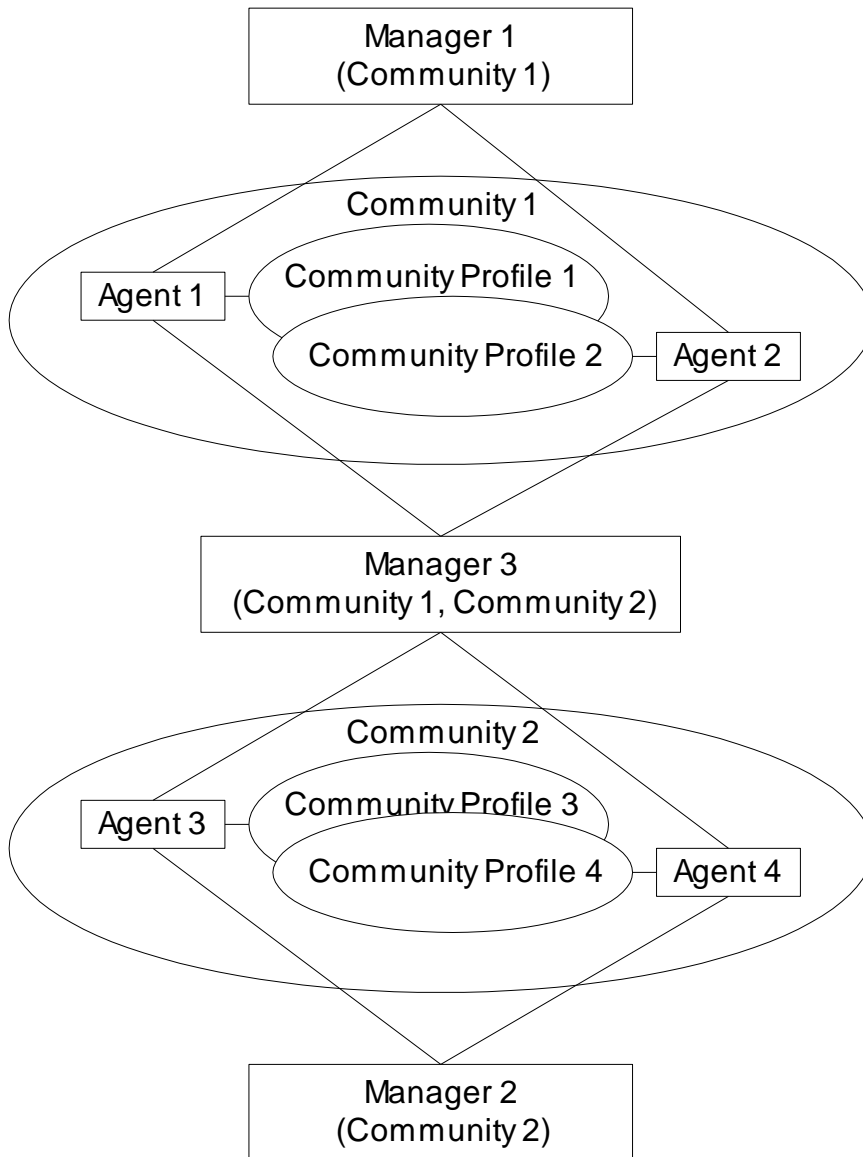 Manager 1
(Community 1)
Community 1
Community Profile 1
Agent 1
Community Profile 2
Agent 2
Manager 3
(Community 1, Community 2)
Community 2
Community Profile 3
Agent 3
Community Profile 4
Agent 4
Manager 2
(Community 2)